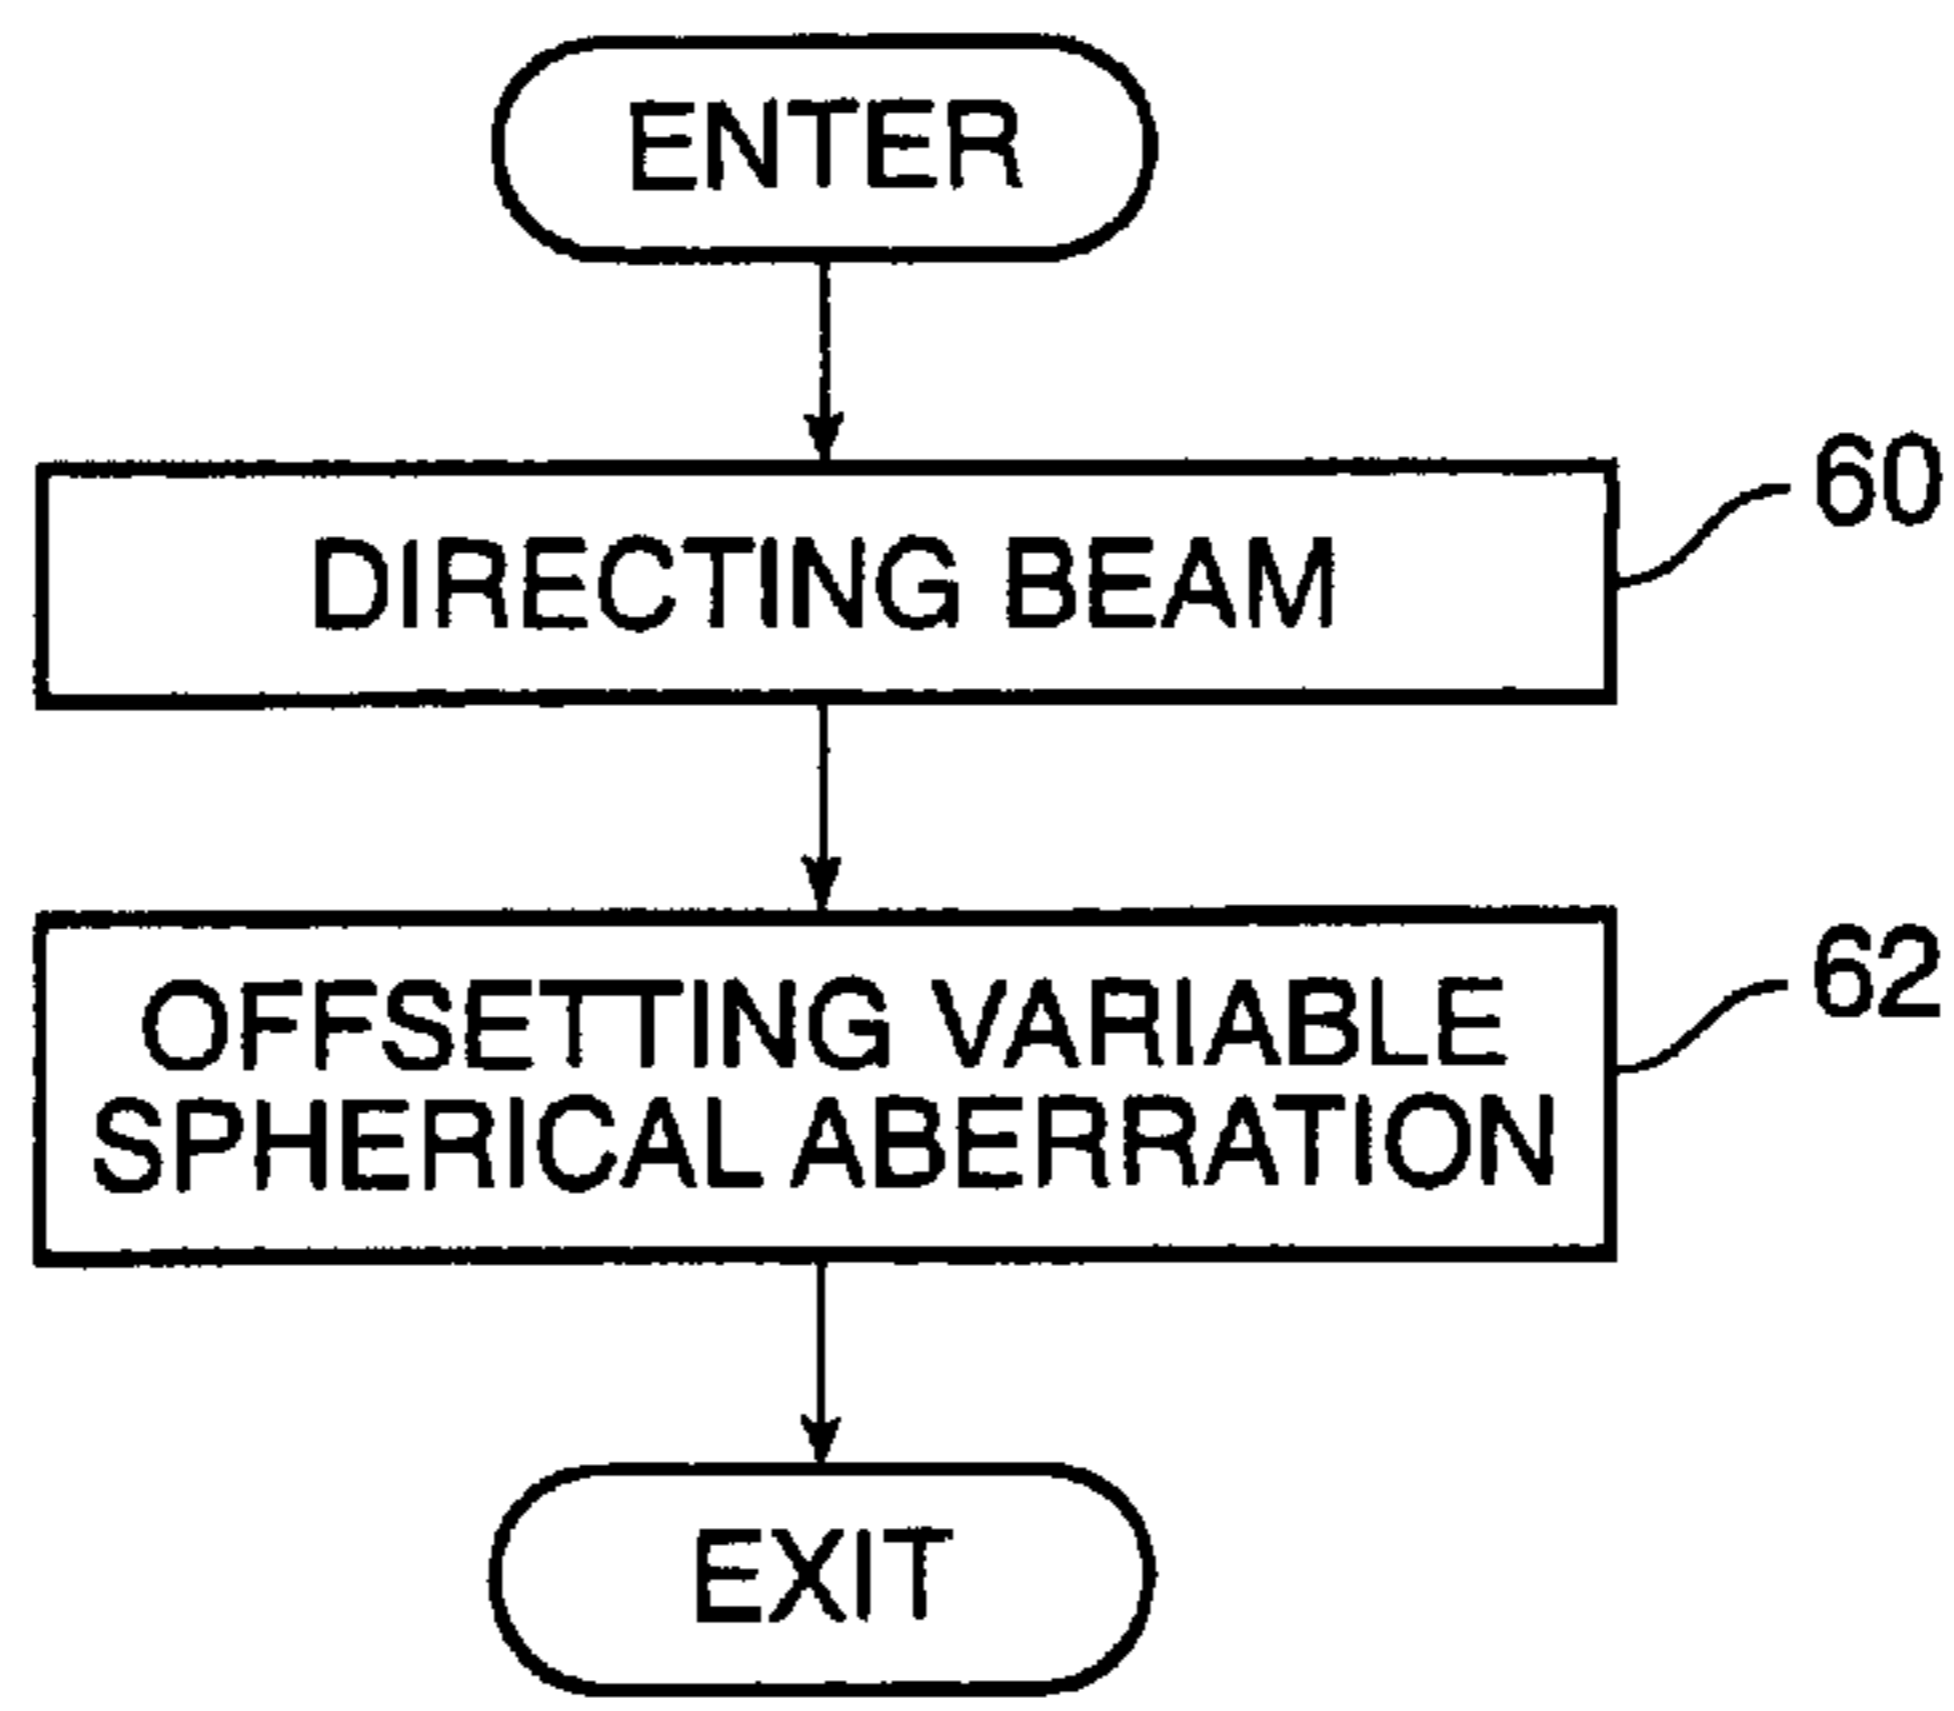 ENTER
60
DIRECTING BEAM
62
OFFSETTING VARIABLE
SPHERICAL ABERRATION
EXIT